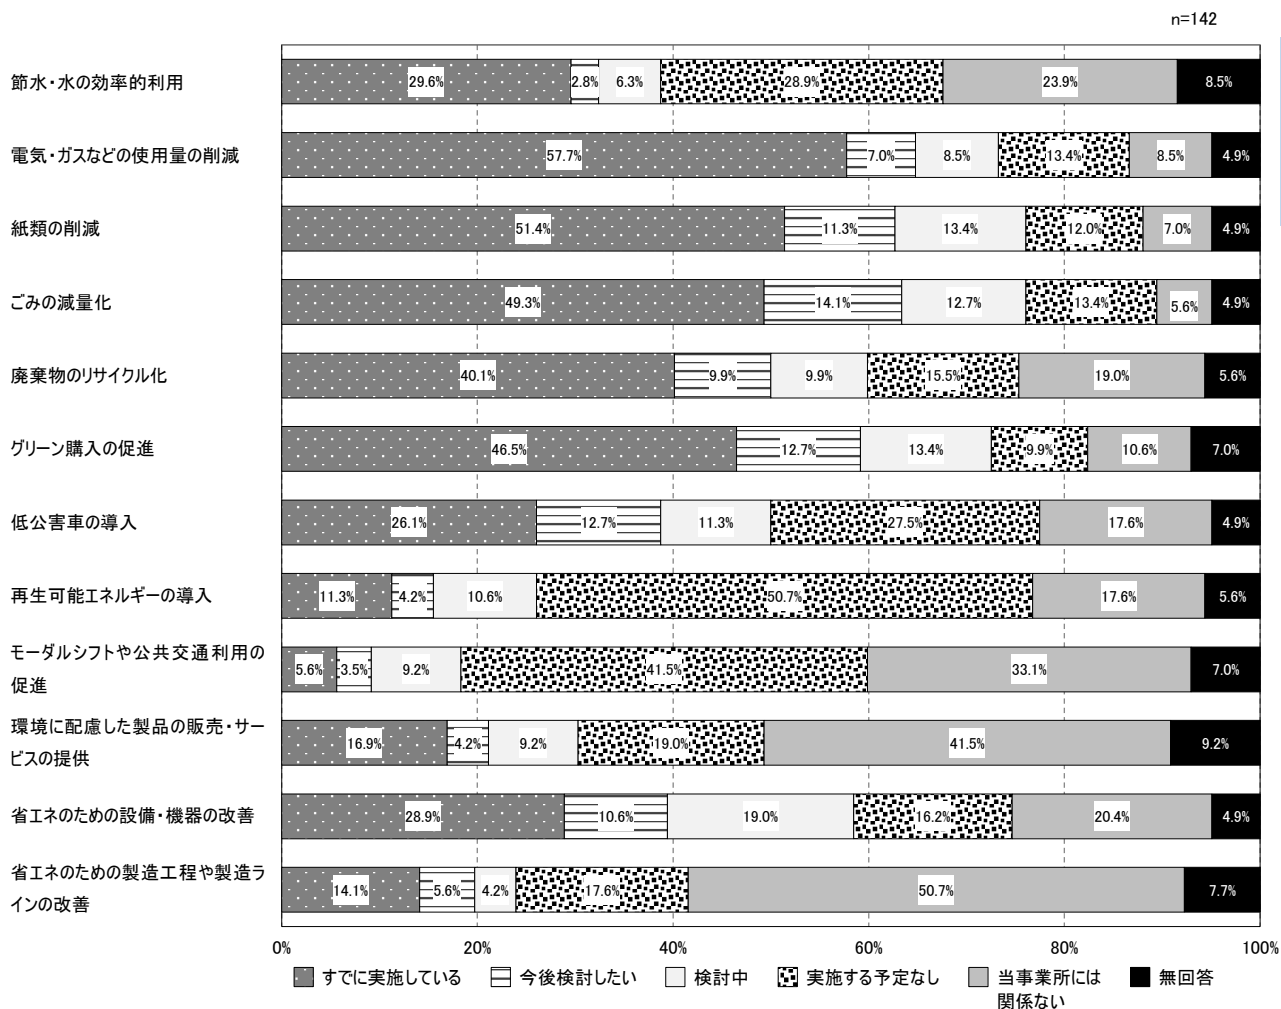 n=142
節水・水の効率的利用
29.6% 2.8% 6.3% 28.9% 23.9% 8.5%
電気・ガスなどの使用量の削減
57.7% 7.0% 8.5% 13.4% 8.5% 4.9%
紙類の削減
51.4% 11.3% 13.4% 12.0% 7.0% 4.9%
ごみの減量化
49.3% 14.1% 12.7% 13.4% 5.6% 4.9%
廃棄物のリサイクル化
40.1% 9.9% 9.9% 15.5% 19.0% 5.6%
グリーン購入の促進
46.5% 12.7% 13.4% 9.9% 10.6% 7.0%
低公害車の導入
26.1% 12.7% 11.3% 27.5% 17.6% 4.9%
再生可能エネルギーの導入
11.3% 4.2% 10.6% 50.7% 17.6% 5.6%
モーダルシフトや公共交通利用の
促進
5.6% 3.5% 9.2% 41.5% 33.1% 7.0%
環境に配慮した製品の販売・サー
ビスの提供
16.9% 4.2% 9.2% 19.0% 41.5% 9.2%
省エネのための設備・機器の改善
28.9% 10.6% 19.0% 16.2% 20.4% 4.9%
省エネのための製造工程や製造ラ
インの改善
14.1% 5.6% 4.2% 17.6% 50.7% 7.7%
0% 20% 40% 60% 80% 100%
すでに実施している 今後検討したい 検討中 実施する予定なし 当事業所には 無回答
関係ない